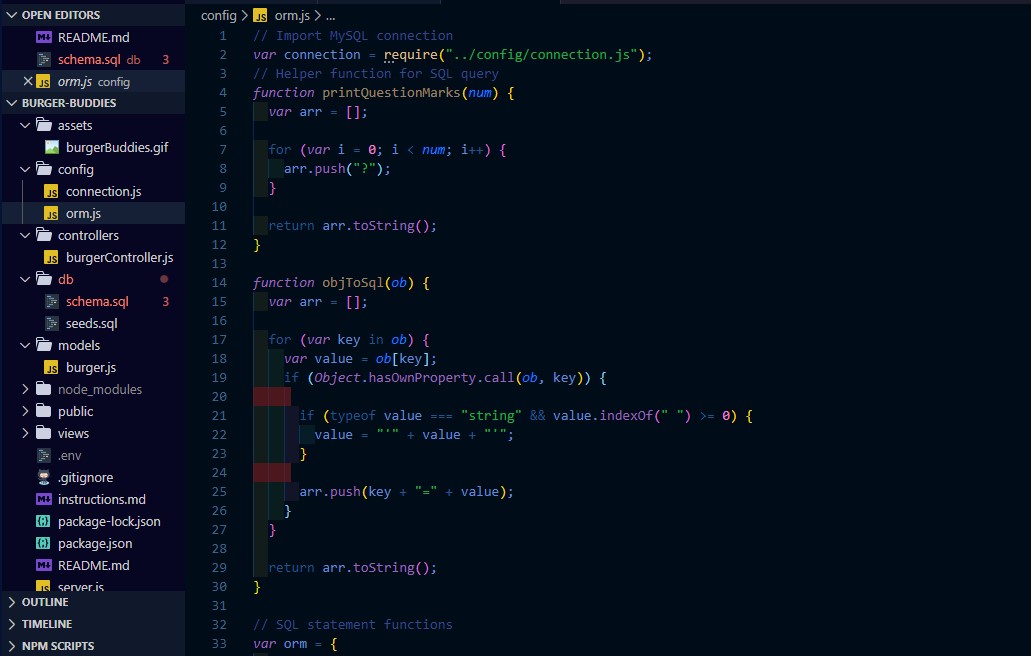 OPEN EDITORS
README.md
schema.sql db 3
orm.js config
BURGER-BUDDIES
assets
burgerBuddies.gif
config
connection.js
orm.js
controllers
burgerController.js
db
schema.sql 3
seeds.sql
models
burger.js
node_modules
public
views
.env
.gitignore
instructions.md
package-lock.json
package.json
README.md
server.js
OUTLINE
TIMELINE
NPM SCRIPTS
config > JS orm.js > ...
1 // Import MySQL connection
2 var connection = require("../config/connection.js");
3 // Helper function for SQL query
4 function printQuestionMarks(num) {
5 var arr = [];
6
7 for (var i = 0; i < num; i++) {
8 arr.push("?");
9 }
10
11 return arr.toString();
12 }
13
14 function objToSql(ob) {
15 var arr = [];
16
17 for (var key in ob) {
18 var value = ob[key];
19 if (Object.hasOwnProperty.call(ob, key)) {
20
21 if (typeof value === "string" && value.indexOf(" ") >= 0) {
22 value = "'" + value + "'";
23 }
24
25 arr.push(key + "=" + value);
26 }
27 }
28
29 return arr.toString();
30 }
31
32 // SQL statement functions
33 var orm = {